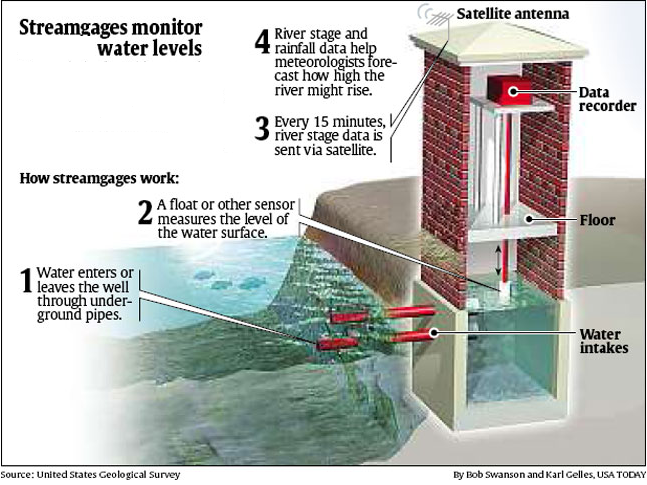 Streamgages monitor
water levels
Satellite antenna
4 River stage and
rainfall data help
meteorologists fore-
cast how high the
river might rise.
Data
recorder
3 Every 15 minutes,
river stage data is
sent via satellite.
How streamgages work:
2 A float or other sensor
measures the level of
the water surface.
Floor
1 Water enters or
leaves the well
through under-
ground pipes.
Water
intakes
Source: United States Geological Survey
By Bob Swanson and Karl Gelles, USA TODAY